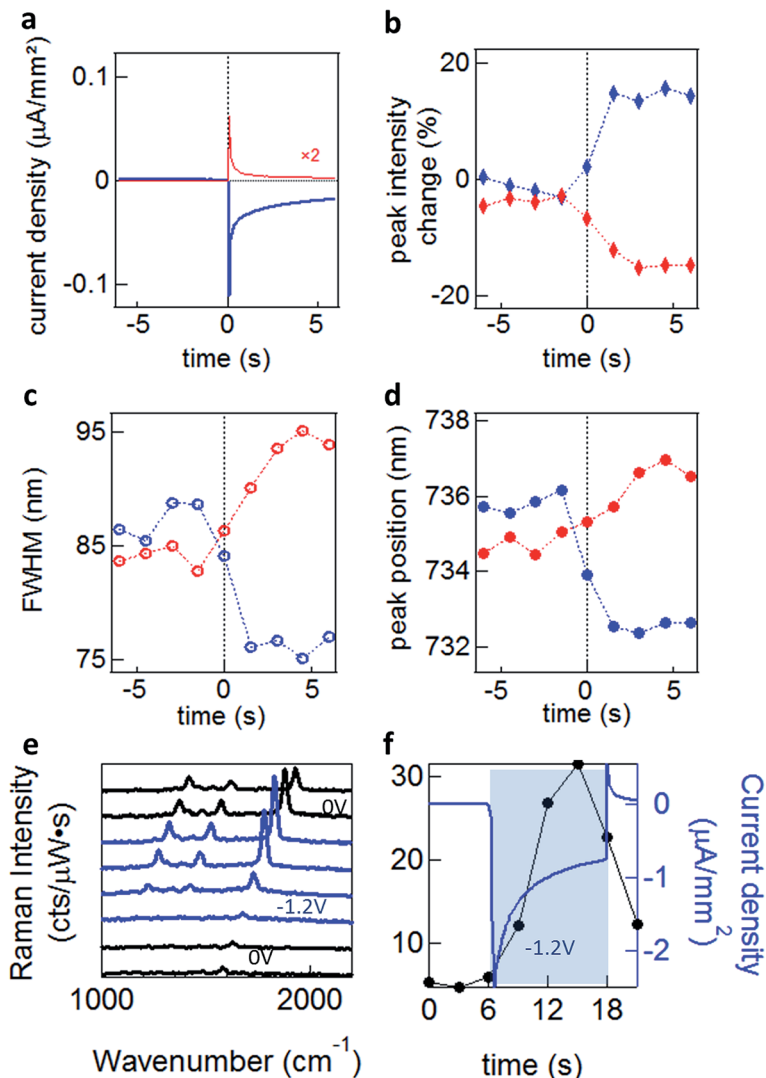 a
current density (µA/mm²)
0.1
0
-0.1
×2
-5
0
5
time (s)
b
peak intensity
change (%)
20
0
-20
-5
0
5
time (s)
c
FWHM (nm)
95
85
75
-5
0
5
time (s)
d
peak position (nm)
738
736
734
732
-5
0
5
time (s)
e
Raman Intensity
(cts/µW•s)
0V
-1.2V
0V
1000
2000
Wavenumber (cm⁻¹)
f
30
20
10
-1.2V
0
-1
-2
Current density
(µA/mm²)
0
6
12
18
time (s)